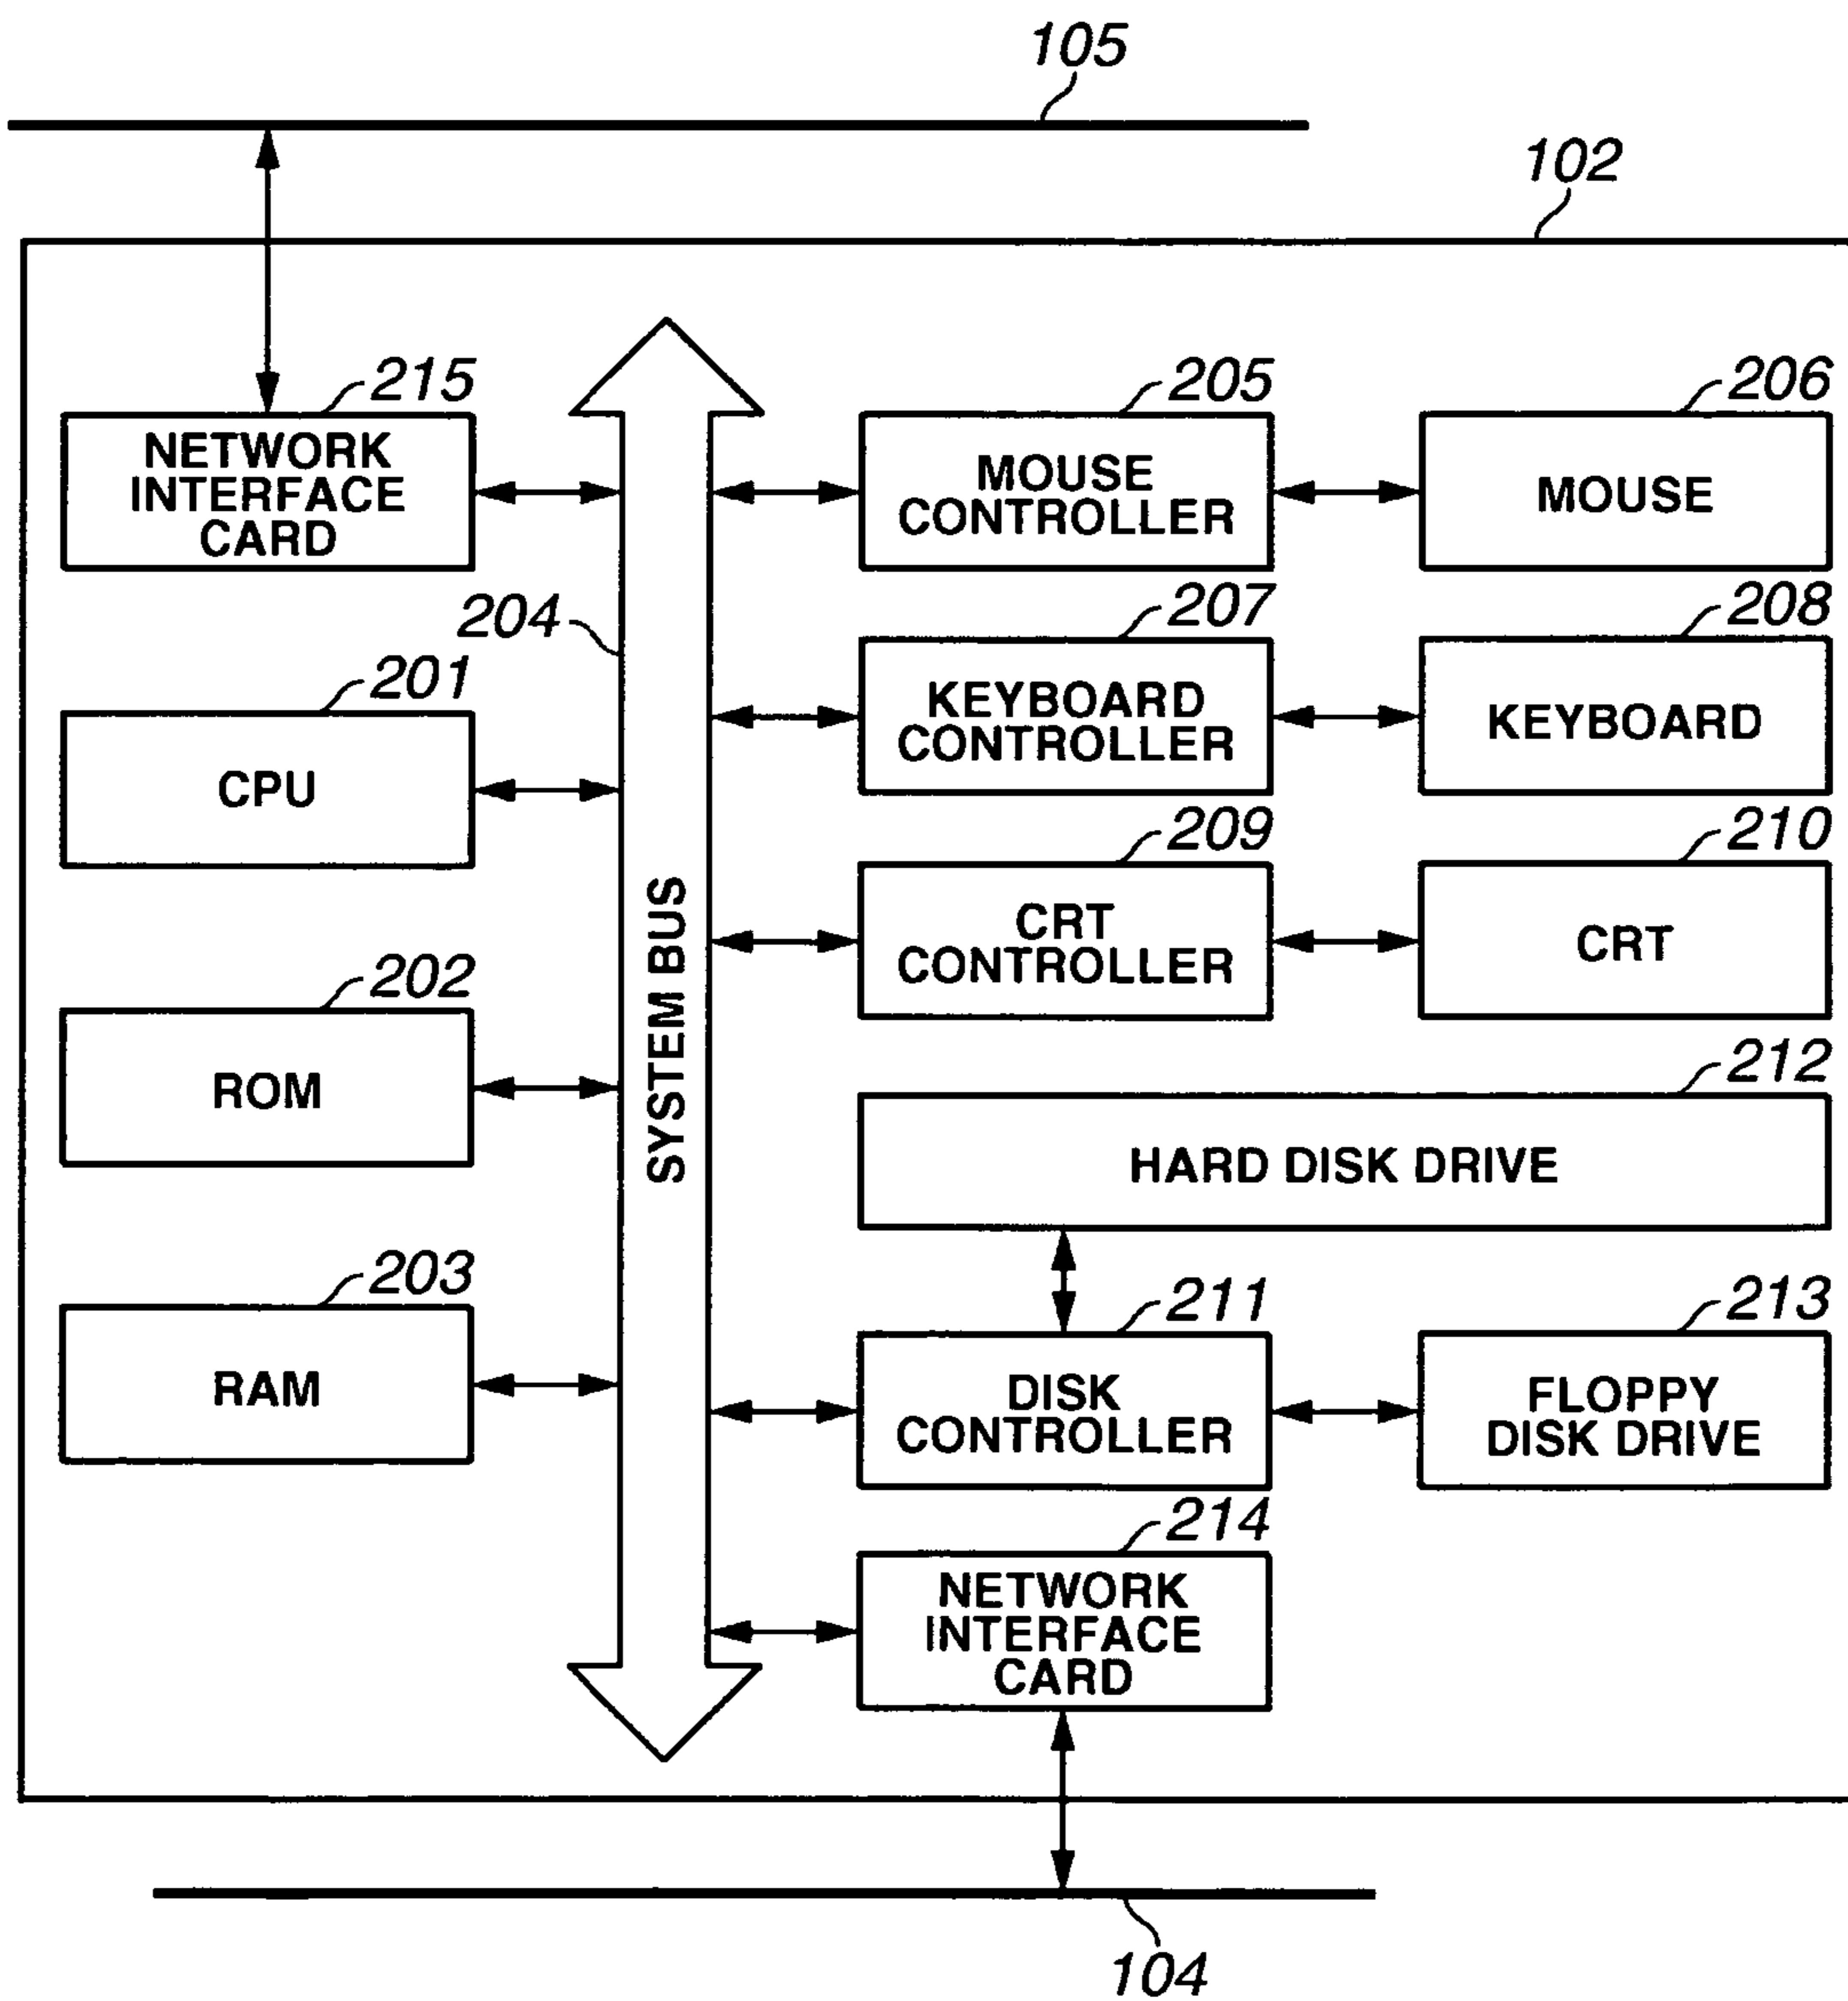 105
102
215
NETWORK
INTERFACE
CARD
204
201
CPU
202
ROM
203
RAM
SYSTEM BUS
205
MOUSE
CONTROLLER
206
MOUSE
207
KEYBOARD
CONTROLLER
208
KEYBOARD
209
CRT
CONTROLLER
210
CRT
212
HARD DISK DRIVE
211
DISK
CONTROLLER
213
FLOPPY
DISK DRIVE
214
NETWORK
INTERFACE
CARD
104